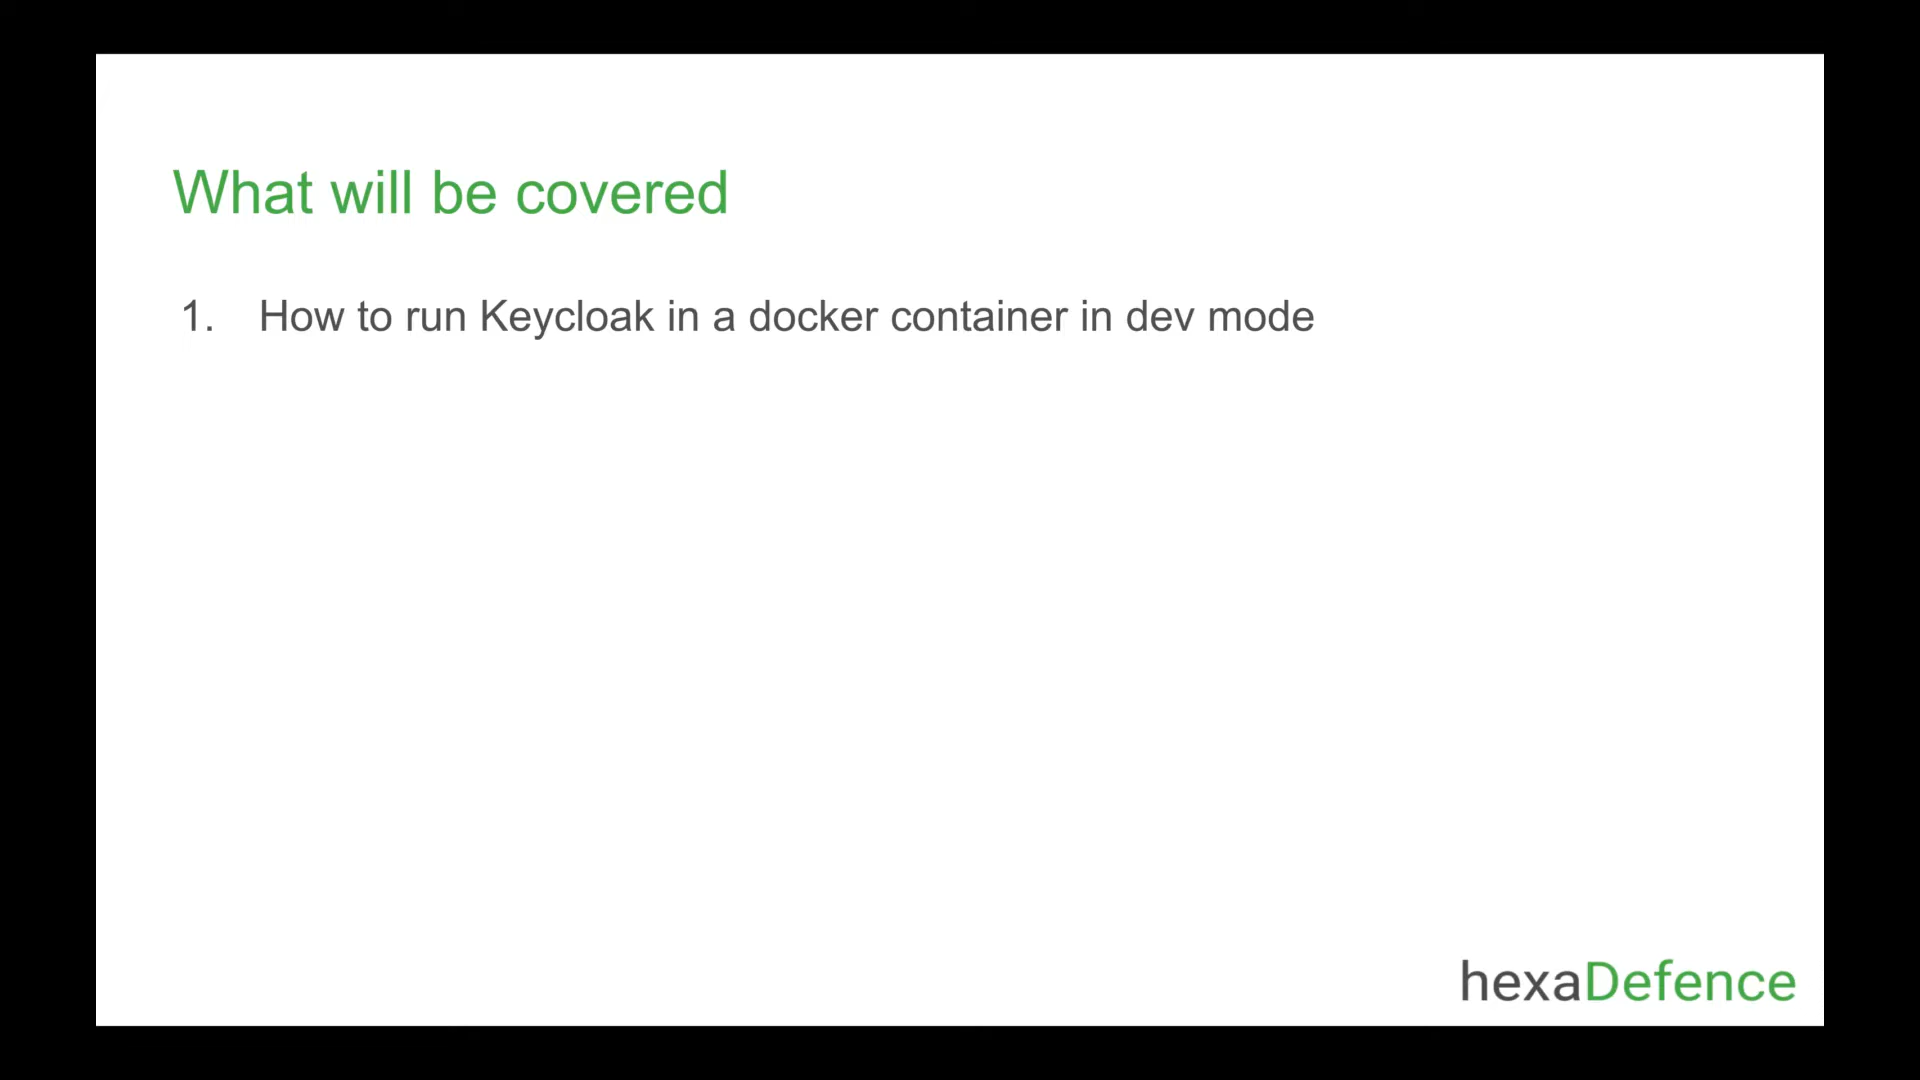 What will be covered
1. How to run Keycloak in a docker container in dev mode
hexaDefence